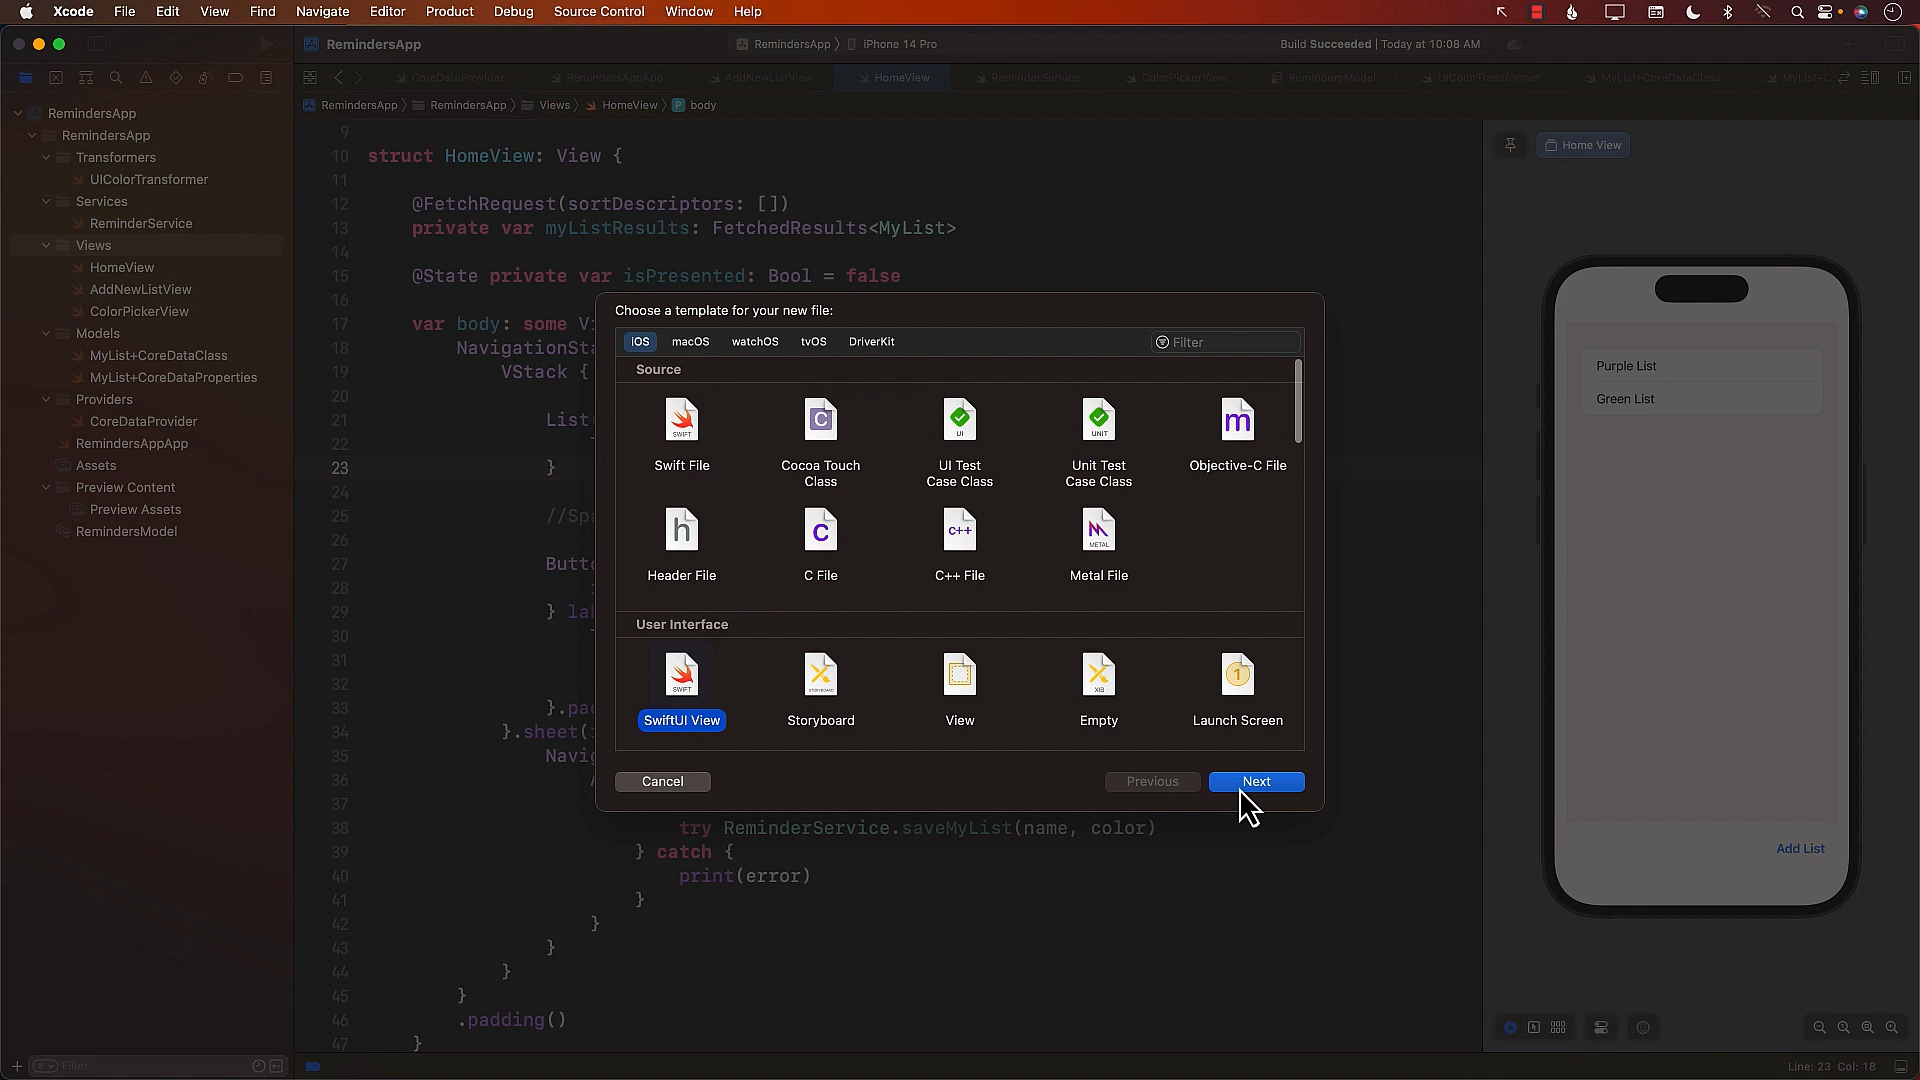 Xcode File Edit View Find Navigate Editor Product Debug Source Control Window Help
RemindersApp
RemindersApp iPhone 14 Pro
Build Succeeded | Today at 10:08 AM
CoreDataProvider RemindersAppApp AddNewListView HomeView ReminderService ColorPickerView RemindersModel UIColorTransformer MyList+CoreDataClass MyList+C
RemindersApp RemindersApp Views HomeView P body
RemindersApp
RemindersApp
Transformers
UIColorTransformer
Services
ReminderService
Views
HomeView
AddNewListView
ColorPickerView
Models
MyList+CoreDataClass
MyList+CoreDataProperties
Providers
CoreDataProvider
RemindersAppApp
Assets
Preview Content
Preview Assets
RemindersModel
Filter
9
10 struct HomeView: View {
11
12 @FetchRequest(sortDescriptors: [])
13 private var myListResults: FetchedResults<MyList>
14
15 @State private var isPresented: Bool = false
16
17 var body: some Vi
18 NavigationSta
19 VStack {
20
21 List
22
23 }
24
25 //Spa
26
27 Butto
28
29 } lab
30
31
32
33 }.pad
34 }.sheet(
35 Navig
36
37
38 try ReminderService.saveMyList(name, color)
39 } catch {
40 print(error)
41 }
42 }
43 }
44 }
45 }
46 .padding()
47 }
Choose a template for your new file:
iOS macOS watchOS tvOS DriverKit
Filter
Source
SWIFT C UI UNIT m
Swift File
Cocoa Touch
Class
UI Test
Case Class
Unit Test
Case Class
Objective-C File
h C C++ METAL
Header File C File C++ File Metal File
User Interface
SWIFT STORYBOARD XIB 1
SwiftUI View Storyboard View Empty Launch Screen
Cancel Previous Next
Home View
Purple List
Green List
Add List
Line: 23 Col: 18